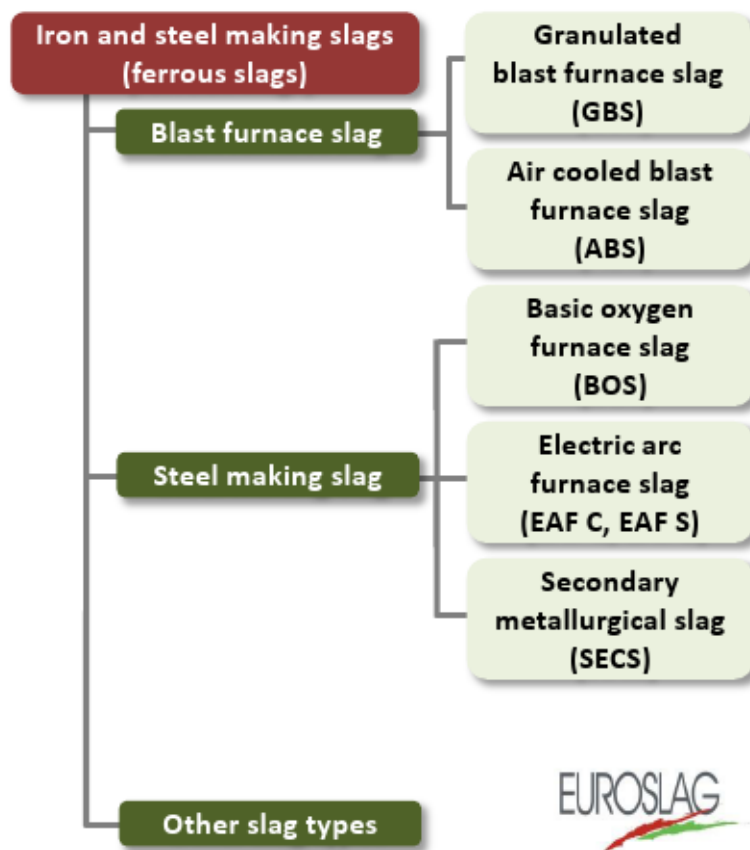 Iron and steel making slags
(ferrous slags)
Blast furnace slag
Granulated
blast furnace slag
(GBS)
Air cooled blast
furnace slag
(ABS)
Steel making slag
Basic oxygen
furnace slag
(BOS)
Electric arc
furnace slag
(EAF C, EAF S)
Secondary
metallurgical slag
(SECS)
Other slag types
EUROSLAG